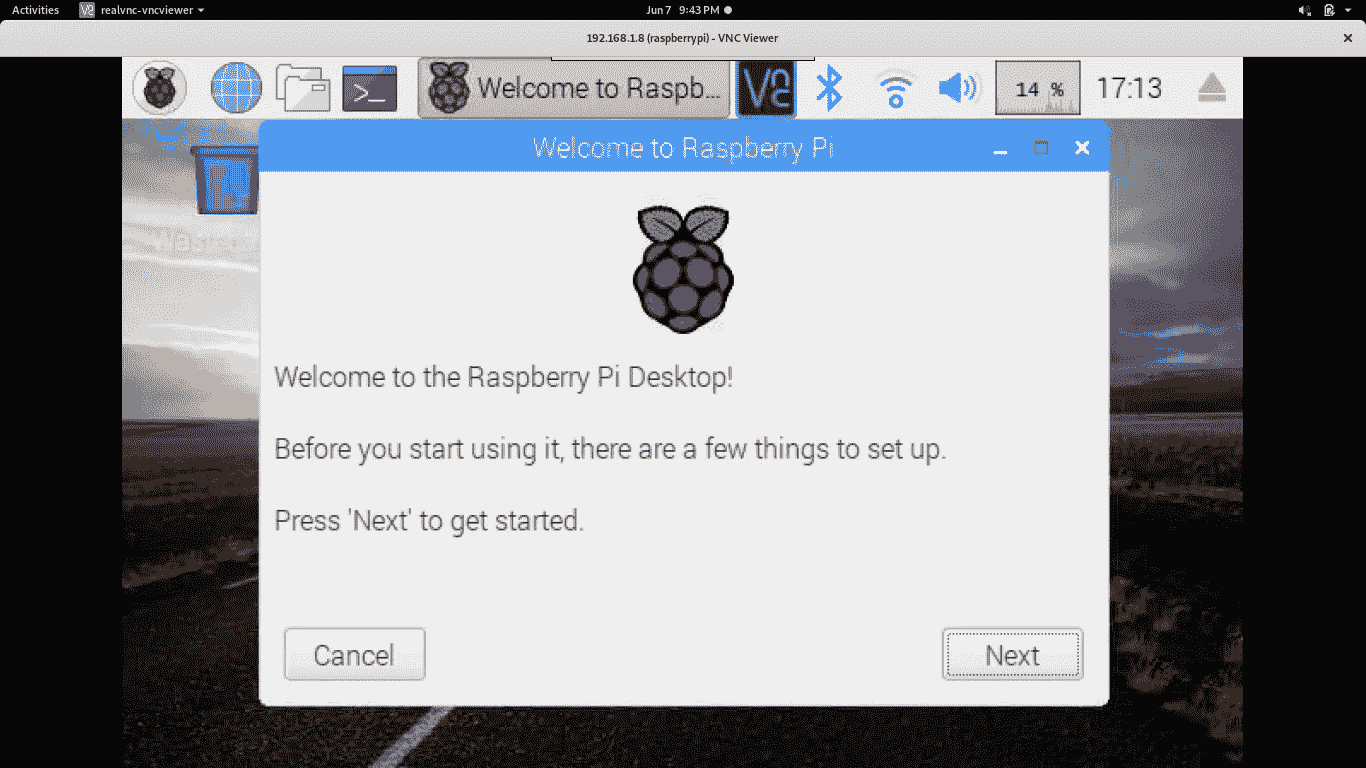 Activities realvnc-vncviewer Jun 7 9:43 PM
192.168.1.8 (raspberrypi) - VNC Viewer
Welcome to Raspb... 14 % 17:13
Welcome to Raspberry Pi
Welcome to the Raspberry Pi Desktop!
Before you start using it, there are a few things to set up.
Press 'Next' to get started.
Cancel Next